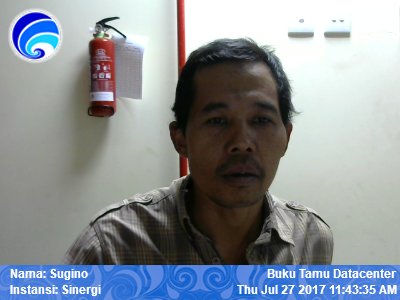 Nama: Sugino
Buku Tamu Datacenter
Instansi: Sinergi
Thu Jul 27 2017 11:43:35 AM